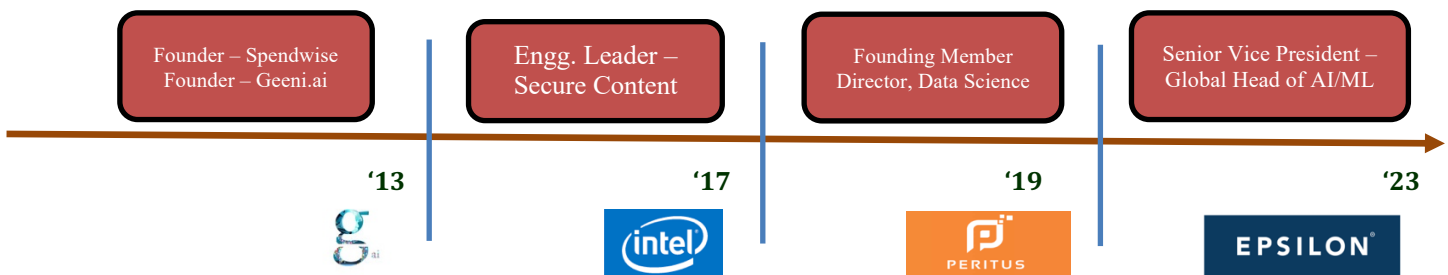 Founder – Spendwise
Founder – Geeni.ai
Engg. Leader –
Secure Content
Founding Member
Director, Data Science
Senior Vice President –
Global Head of AI/ML
‘13
‘17
‘19
‘23
g
ai
intel
PERITUS
EPSILON®